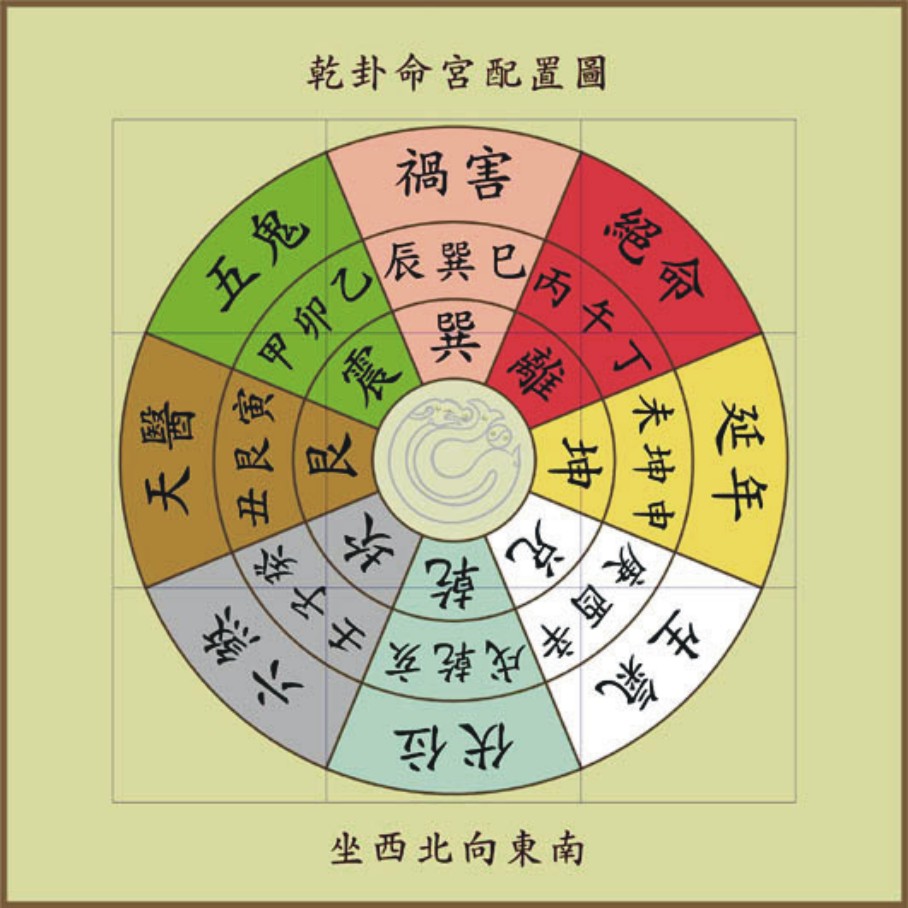 乾卦命宮配置圖
禍害
辰巽巳
巽
絕命
丙午丁
離
延年
未坤申
坤
生氣
庚酉辛
兌
伏位
戌乾亥
乾
六煞
壬子癸
坎
天醫
丑艮寅
艮
五鬼
甲卯乙
震
坐西北向東南